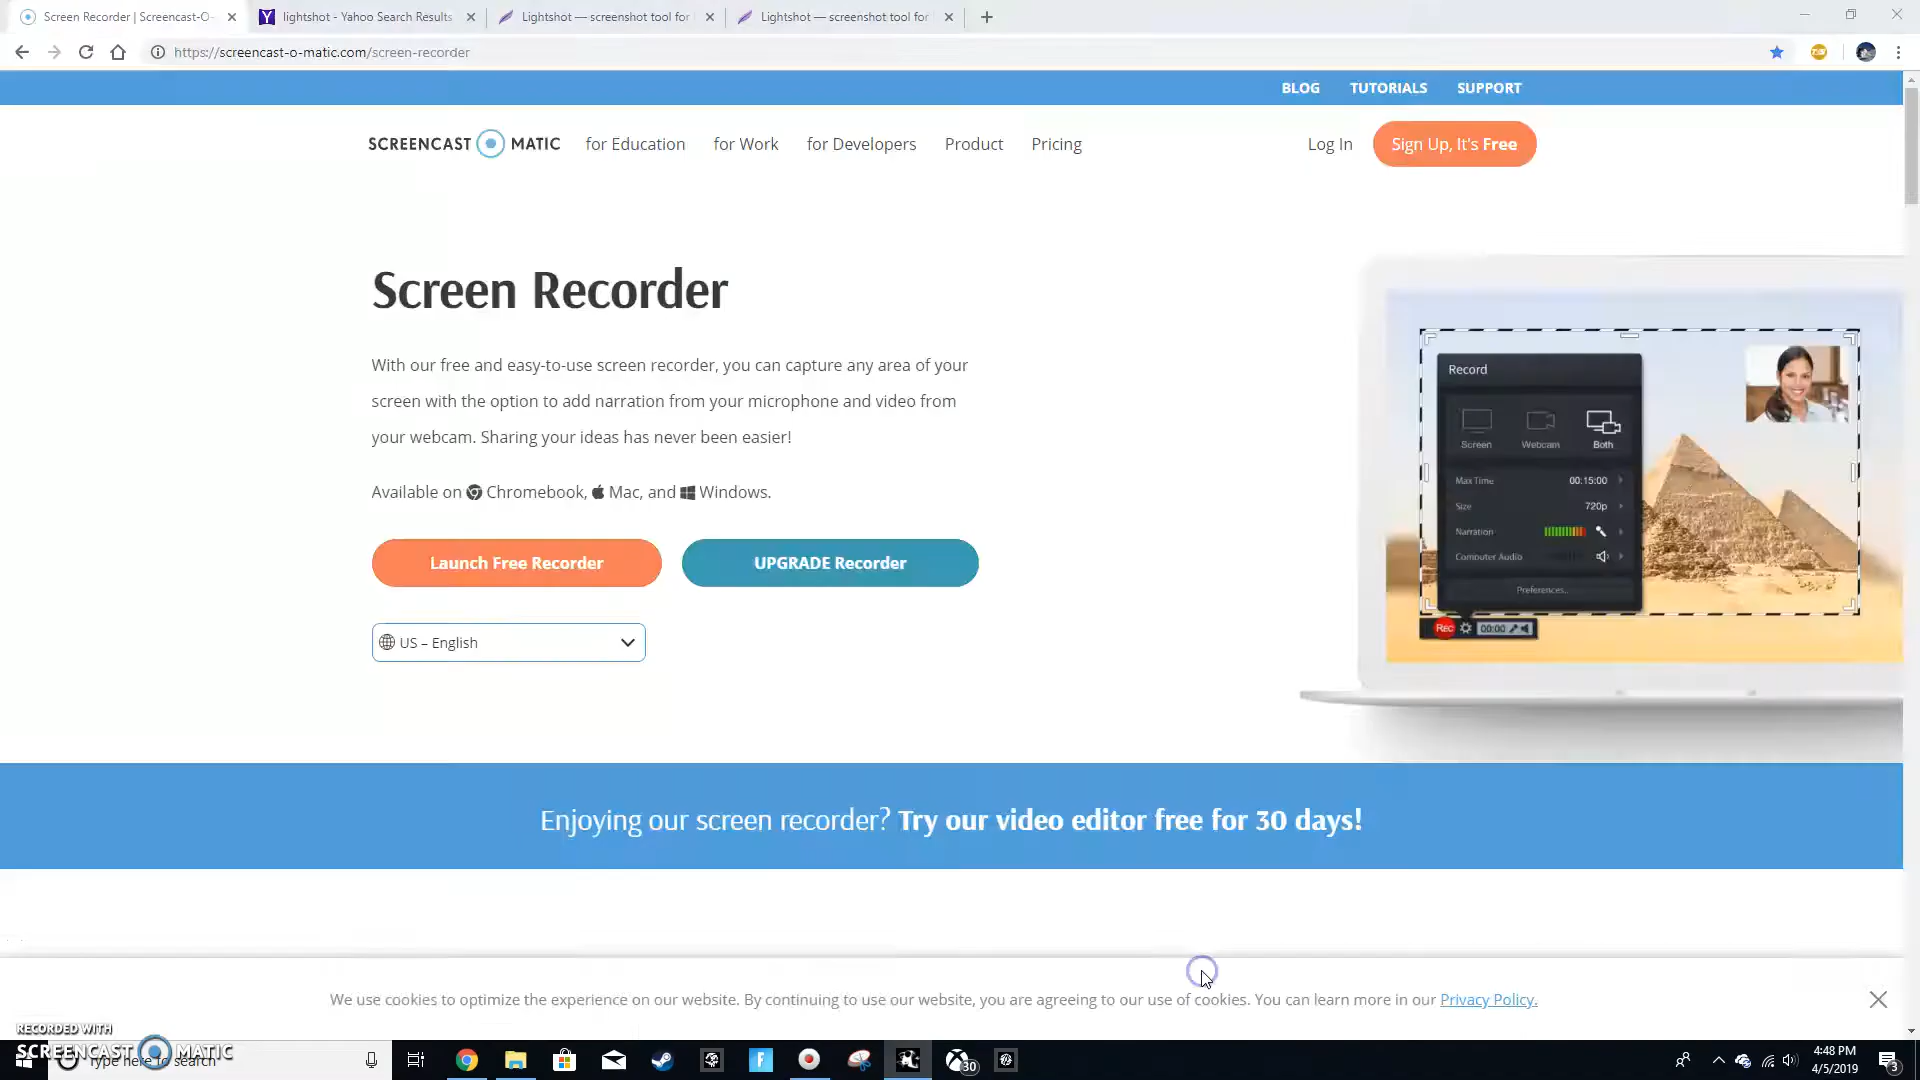 Screen Recorder | Screencast-O-
lightshot - Yahoo Search Results
Lightshot — screenshot tool for
Lightshot — screenshot tool for
https://screencast-o-matic.com/screen-recorder
BLOG TUTORIALS SUPPORT
SCREENCAST MATIC for Education for Work for Developers Product Pricing Log In Sign Up, It's Free
Screen Recorder
With our free and easy-to-use screen recorder, you can capture any area of your
screen with the option to add narration from your microphone and video from
your webcam. Sharing your ideas has never been easier!
Available on Chromebook, Mac, and Windows.
Launch Free Recorder UPGRADE Recorder
US – English
Record
Screen Webcam Both
Max Time 00:15:00
Size 720p
Narration
Computer Audio
Preferences...
Rec 00:00
Enjoying our screen recorder? Try our video editor free for 30 days!
We use cookies to optimize the experience on our website. By continuing to use our website, you are agreeing to our use of cookies. You can learn more in our Privacy Policy.
RECORDED WITH
SCREENCAST MATIC
Type here to search
30
4:48 PM
4/5/2019
3